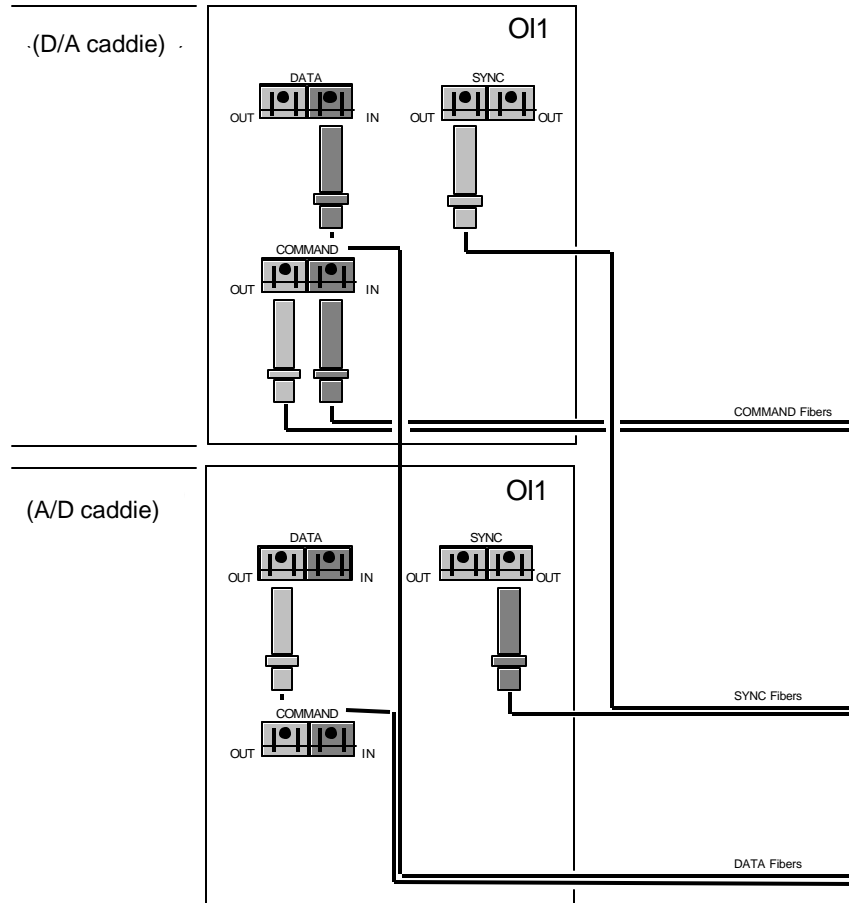 (D/A caddie)
OI1
DATA
SYNC
OUT
IN
OUT
OUT
COMMAND
OUT
IN
COMMAND Fibers
(A/D caddie)
OI1
DATA
SYNC
OUT
IN
OUT
OUT
SYNC Fibers
COMMAND
OUT
IN
DATA Fibers